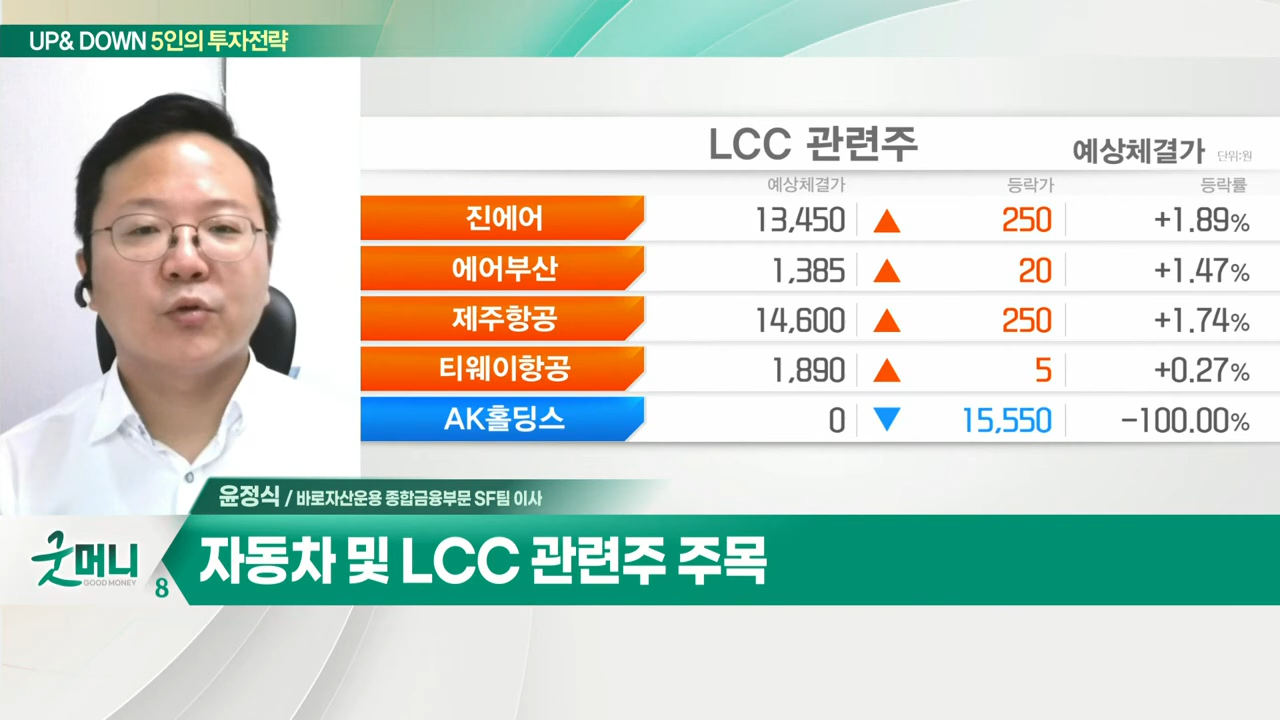 UP& DOWN 5인의 투자전략
LCC 관련주
예상체결가 단위:원
예상체결가 등락가 등락률
진에어 13,450 ▲ 250 +1.89%
에어부산 1,385 ▲ 20 +1.47%
제주항공 14,600 ▲ 250 +1.74%
티웨이항공 1,890 ▲ 5 +0.27%
AK홀딩스 0 ▼ 15,550 -100.00%
윤정식 / 바로자산운용 종합금융부문 SF팀 이사
굿머니
GOOD MONEY
8
자동차 및 LCC 관련주 주목